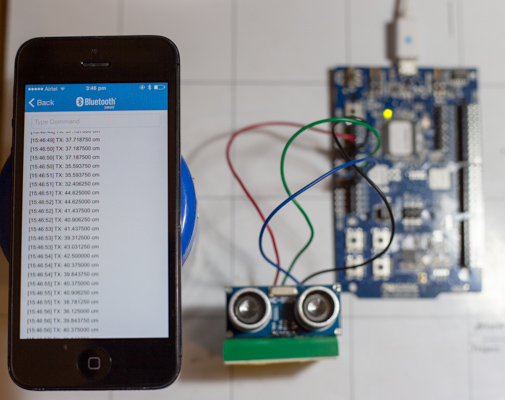 Airtel 3:46 pm
Back Bluetooth SMART
Type Command
[15:46:50] TX: 37.718750 cm
[15:46:50] TX: 37.187500 cm
[15:46:50] TX: 35.593750 cm
[15:46:51] TX: 35.593750 cm
[15:46:51] TX: 32.406250 cm
[15:46:52] TX: 44.625000 cm
[15:46:52] TX: 44.625000 cm
[15:46:52] TX: 41.437500 cm
[15:46:52] TX: 40.906250 cm
[15:46:53] TX: 41.437500 cm
[15:46:53] TX: 39.312500 cm
[15:46:53] TX: 43.031250 cm
[15:46:54] TX: 42.500000 cm
[15:46:54] TX: 40.375000 cm
[15:46:54] TX: 39.843750 cm
[15:46:55] TX: 40.375000 cm
[15:46:55] TX: 40.906250 cm
[15:46:55] TX: 38.781250 cm
[15:46:56] TX: 36.125000 cm
[15:46:56] TX: 39.843750 cm
[15:46:56] TX: 40.375000 cm